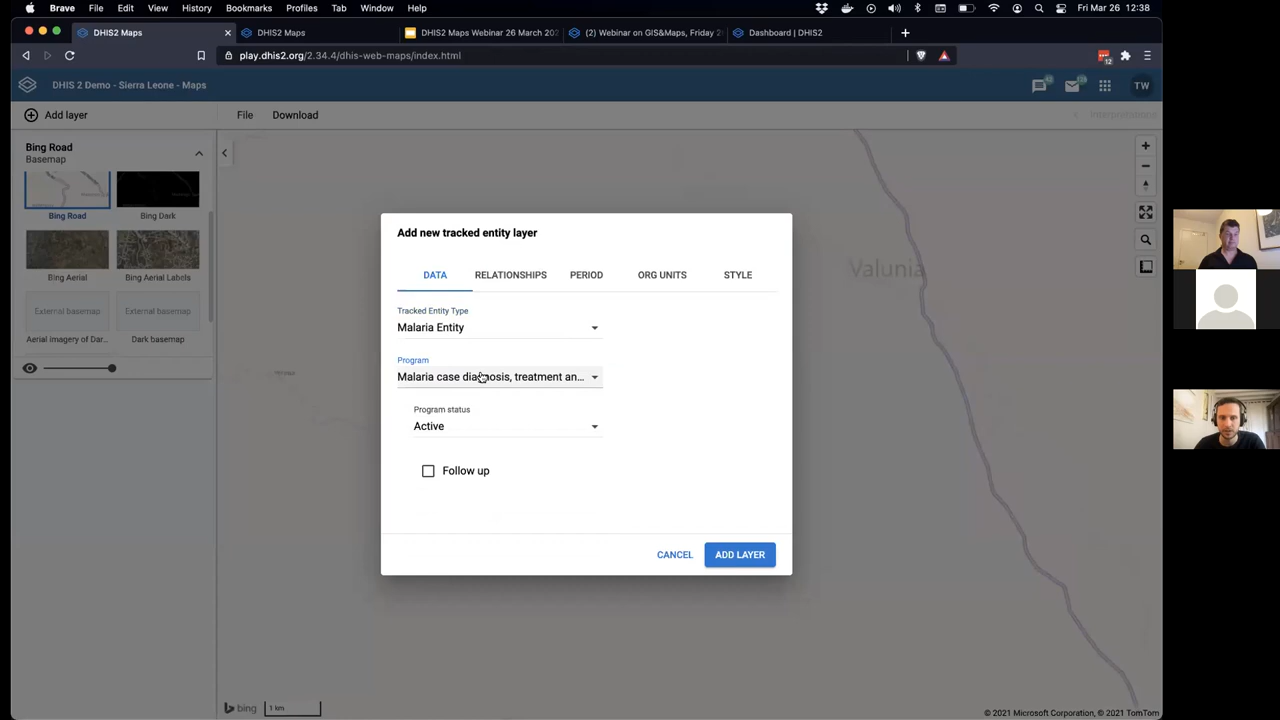 Brave File Edit View History Bookmarks Profiles Tab Window Help Fri Mar 26 12:38
DHIS2 Maps DHIS2 Maps DHIS2 Maps Webinar 26 March 202 (2) Webinar on GIS&Maps, Friday 2 Dashboard | DHIS2
play.dhis2.org/2.34.4/dhis-web-maps/index.html 12
DHIS 2 Demo - Sierra Leone - Maps TW
Add layer File Download Interpretations
Bing Road
Basemap
Bing Road Bing Dark
Bing Aerial Bing Aerial Labels
External basemap External basemap
Aerial imagery of Dar... Dark basemap
Valunia
Add new tracked entity layer
DATA RELATIONSHIPS PERIOD ORG UNITS STYLE
Tracked Entity Type
Malaria Entity
Program
Malaria case diagnosis, treatment an...
Program status
Active
Follow up
CANCEL ADD LAYER
bing 1 km © 2021 Microsoft Corporation, © 2021 TomTom